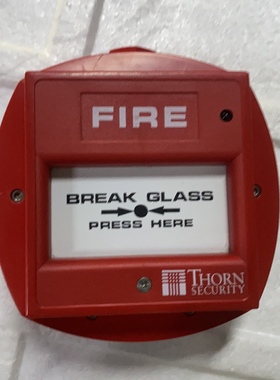 FIRE
BREAK GLASS
PRESS HERE
THORN
SECURITY